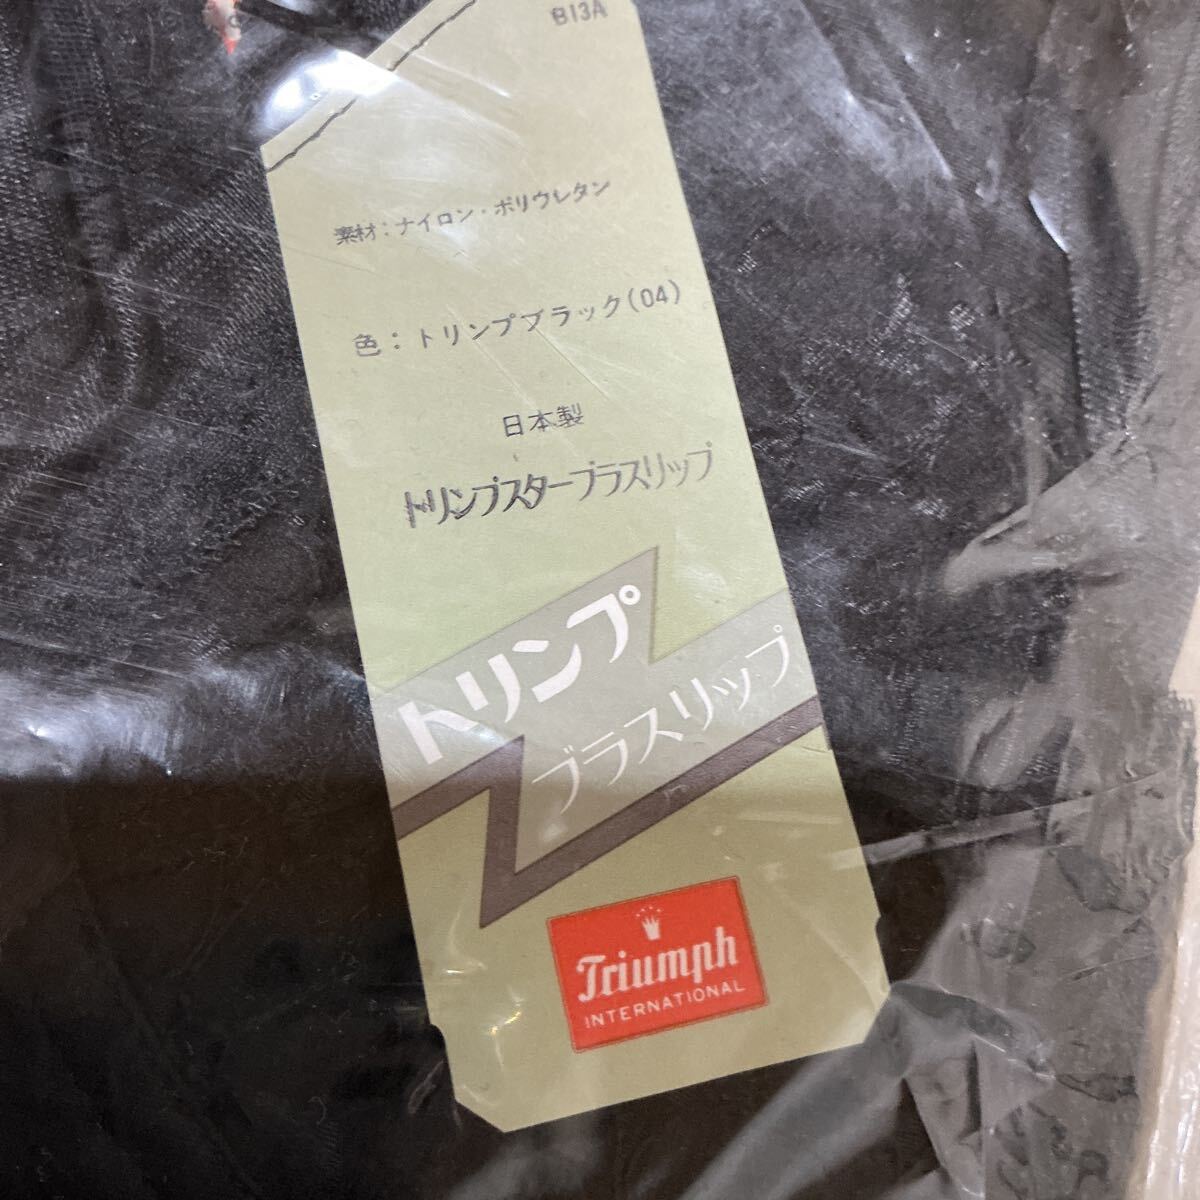 B13A
素材：ナイロン・ポリウレタン
色：トリンプブラック(04)
日本製
トリンプスターブラスリップ
トリンプ
ブラスリップ
Triumph
INTERNATIONAL